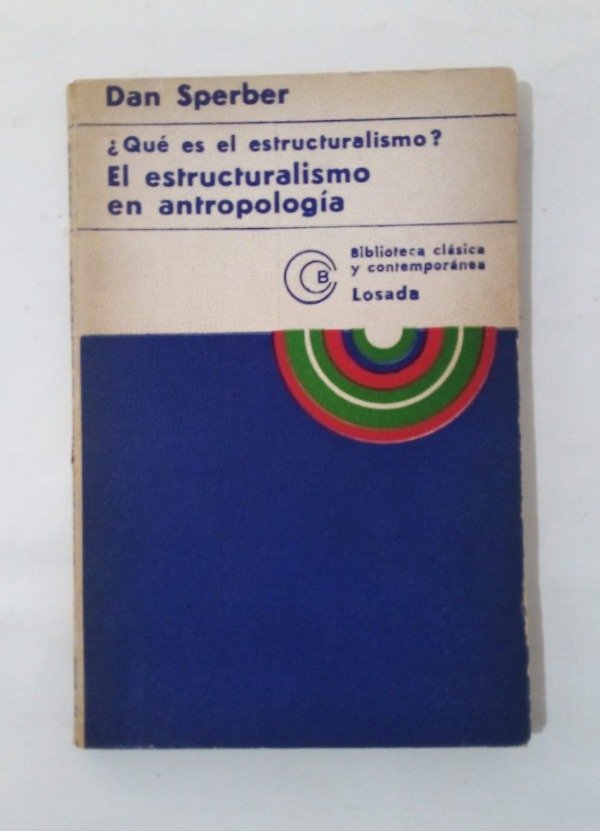 Dan Sperber
¿Qué es el estructuralismo?
El estructuralismo
en antropología
B
Biblioteca clásica
y contemporánea
Losada